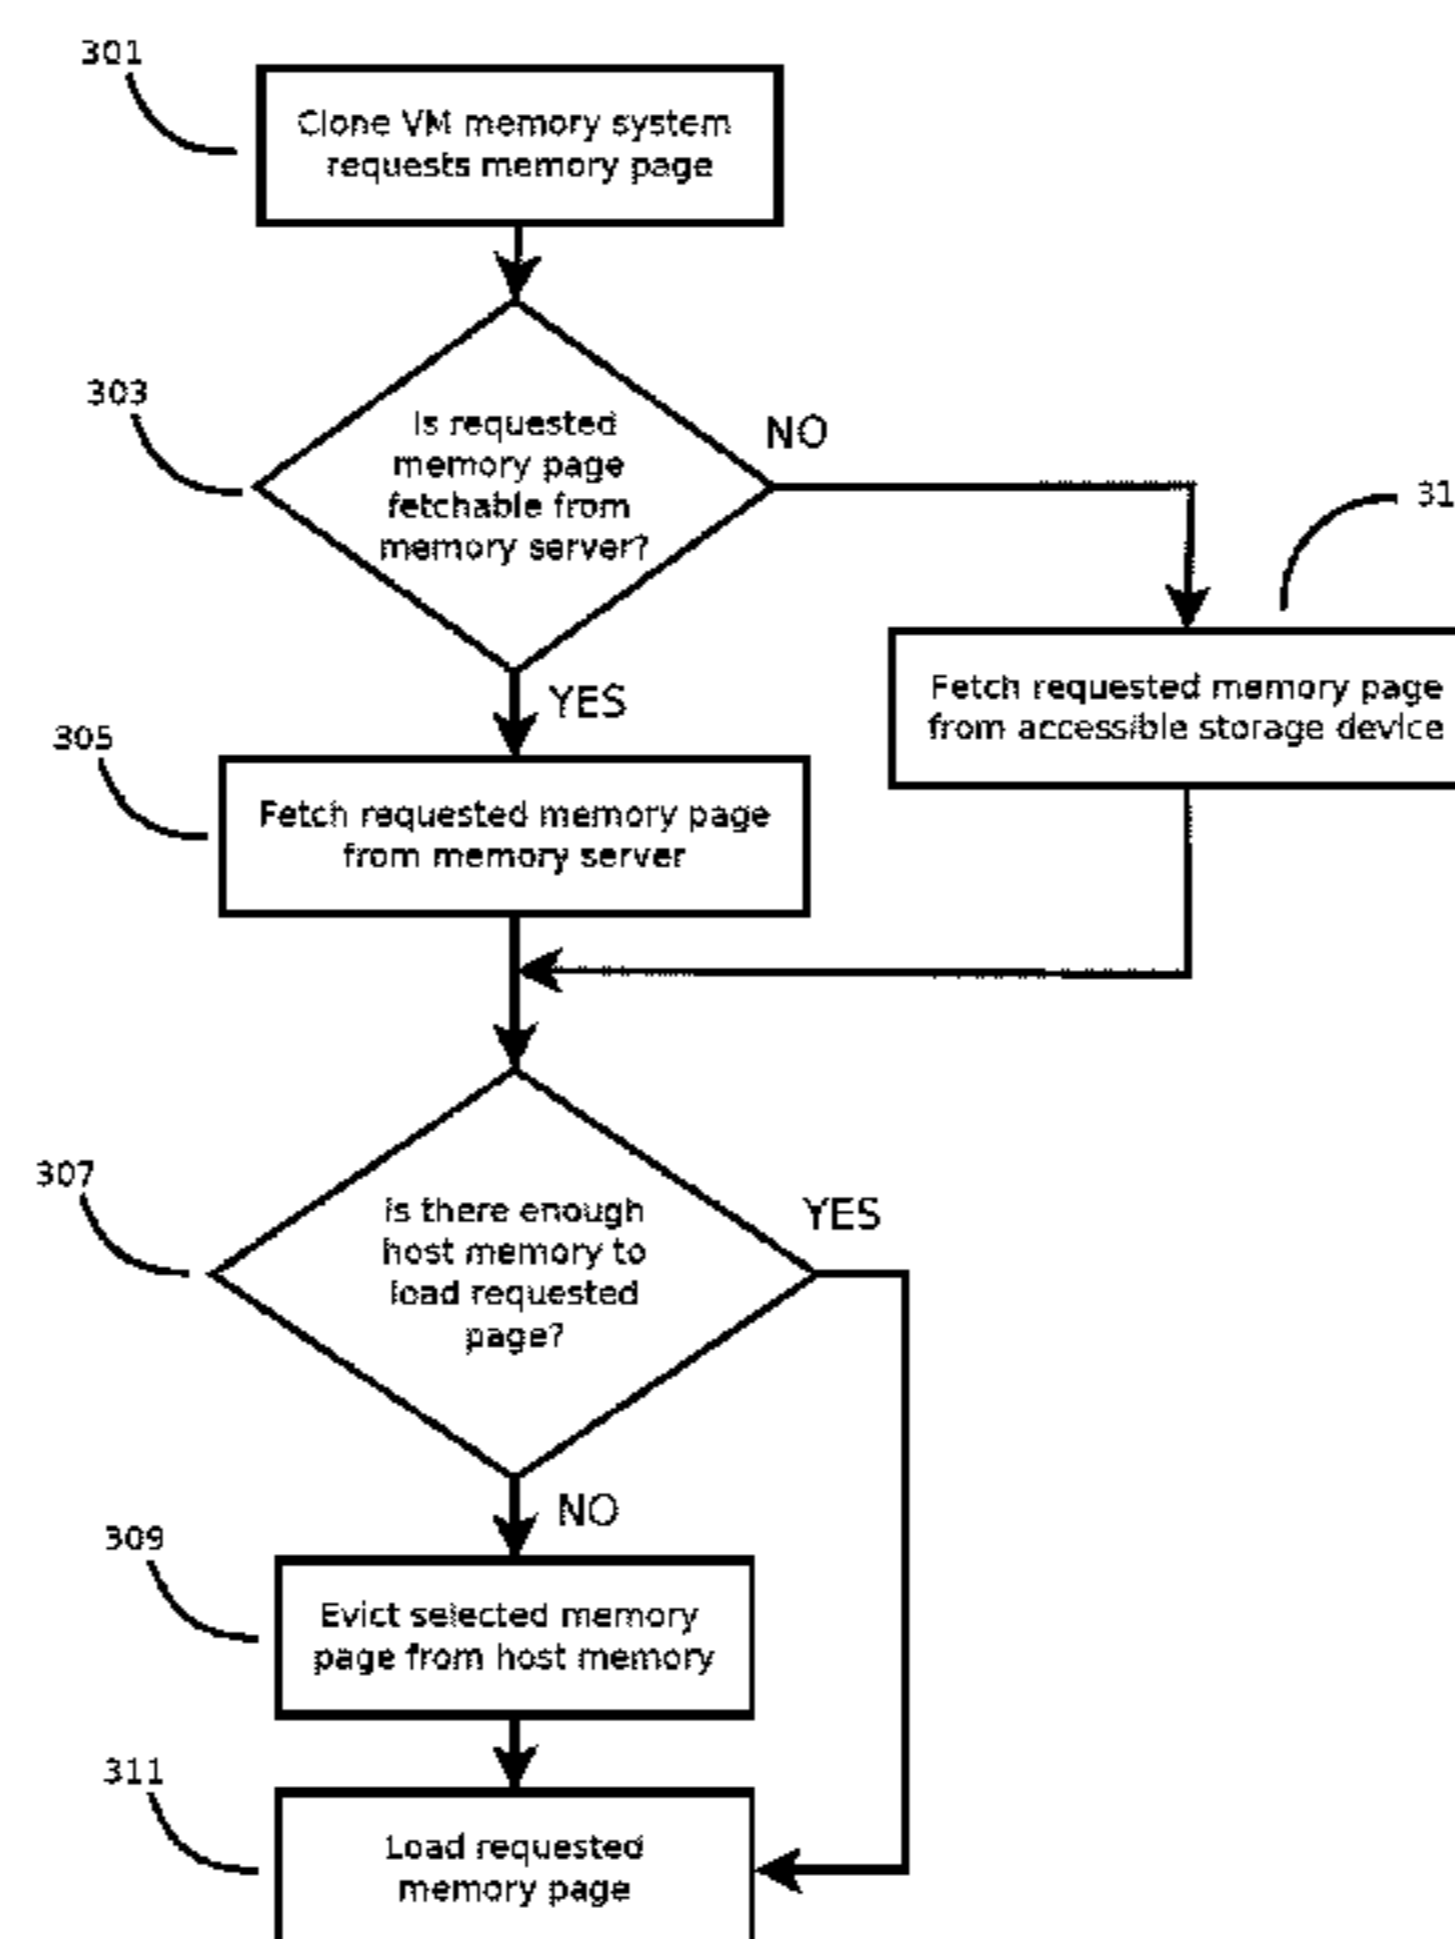 301
Clone VM memory system
requests memory page
303
Is requested
memory page
fetchable from
memory server?
NO
31
Fetch requested memory page
from accessible storage device
YES
305
Fetch requested memory page
from memory server
307
is there enough
host memory to
load requested
page?
YES
NO
309
Evict selected memory
page from host memory
311
Load requested
memory page